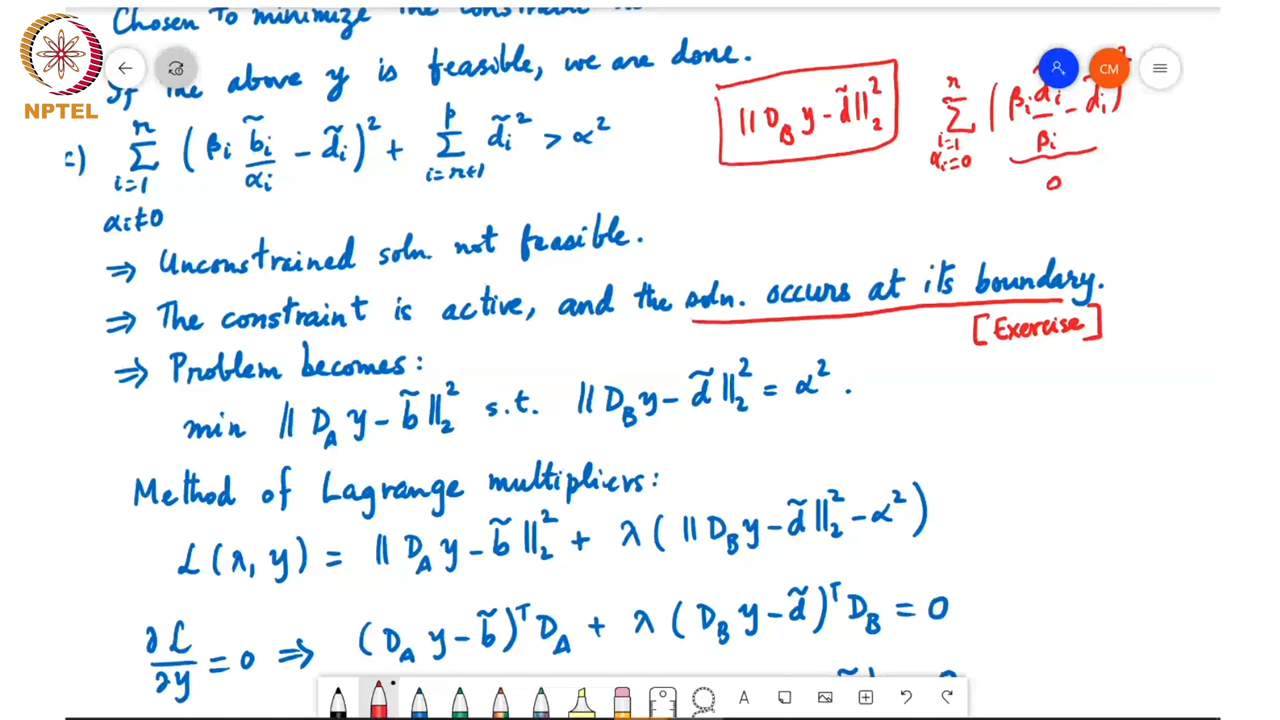 Chosen to minimize the constraint
If the above y is feasible, we are done.
=) Σ_{i=1, αi≠0}^{r} (βi b̃i/αi − d̃i)² + Σ_{i=r+1}^{p} d̃i² > α²
‖D_B y − d̃‖₂²
Σ_{i=1, αi=0}^{r} (βi d̃i/βi − d̃i)²
0
⇒ Unconstrained soln. not feasible.
⇒ The constraint is active, and the soln. occurs at its boundary.
[Exercise]
⇒ Problem becomes:
min ‖D_A y − b̃‖₂² s.t. ‖D_B y − d̃‖₂² = α².
Method of Lagrange multipliers:
ℒ(λ, y) = ‖D_A y − b̃‖₂² + λ(‖D_B y − d̃‖₂² − α²)
∂ℒ/∂y = 0 ⇒ (D_A y − b̃)ᵀ D_A + λ(D_B y − d̃)ᵀ D_B = 0
NPTEL
CM
A